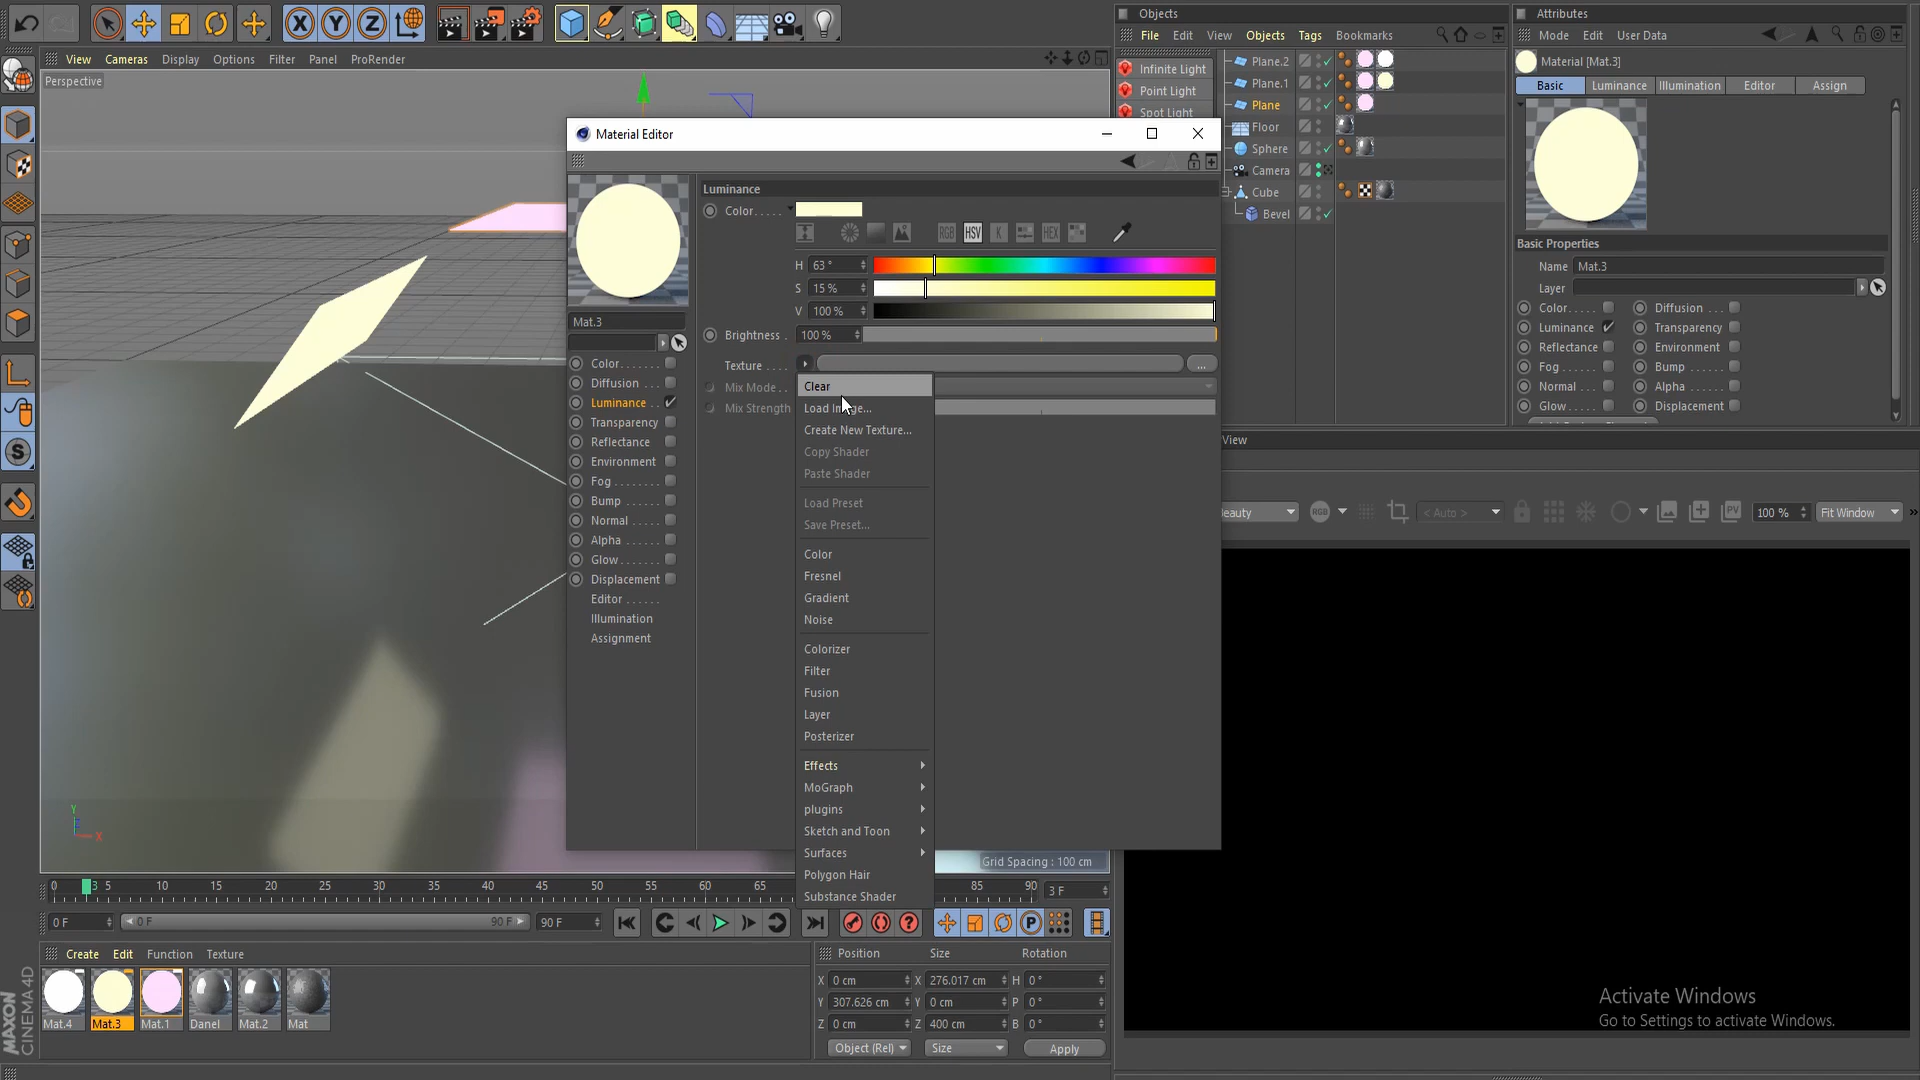 View Cameras Display Options Filter Panel ProRender
Perspective
Objects
File Edit View Objects Tags Bookmarks
Infinite Light
Point Light
Spot Light
Plane.2
Plane.1
Plane
Floor
Sphere
Camera
Cube
Bevel
Attributes
Mode Edit User Data
Material [Mat.3]
Basic Luminance Illumination Editor Assign
Basic Properties
Name Mat.3
Layer
Color Diffusion
Luminance Transparency
Reflectance Environment
Fog Bump
Normal Alpha
Glow Displacement
Material Editor
Mat.3
Color
Diffusion
Luminance
Transparency
Reflectance
Environment
Fog
Bump
Normal
Alpha
Glow
Displacement
Editor
Illumination
Assignment
Luminance
Color
RGB HSV K HEX
H 63 °
S 15 %
V 100 %
Brightness 100 %
Texture ...
Mix Mode
Mix Strength
Clear
Create New Texture...
Copy Shader
Paste Shader
Load Preset
Save Preset...
Color
Fresnel
Gradient
Noise
Colorizer
Filter
Fusion
Layer
Posterizer
Effects
MoGraph
plugins
Sketch and Toon
Surfaces
Polygon Hair
Substance Shader
View
RGB < Auto > PV 100 % Fit Window
Grid Spacing : 100 cm
Y
X
0 3 5 10 15 20 25 30 35 40 45 50 55 60 65 85 90 3 F
0 F 0 F 90 F 90 F
Create Edit Function Texture
Mat.4 Mat.3 Mat.1 Danel Mat.2 Mat
Position Size Rotation
X 0 cm X 276.017 cm H 0 °
Y 307.626 cm Y 0 cm P 0 °
Z 0 cm Z 400 cm B 0 °
Object (Rel) Size Apply
MAXON CINEMA4D
Activate Windows
Go to Settings to activate Windows.